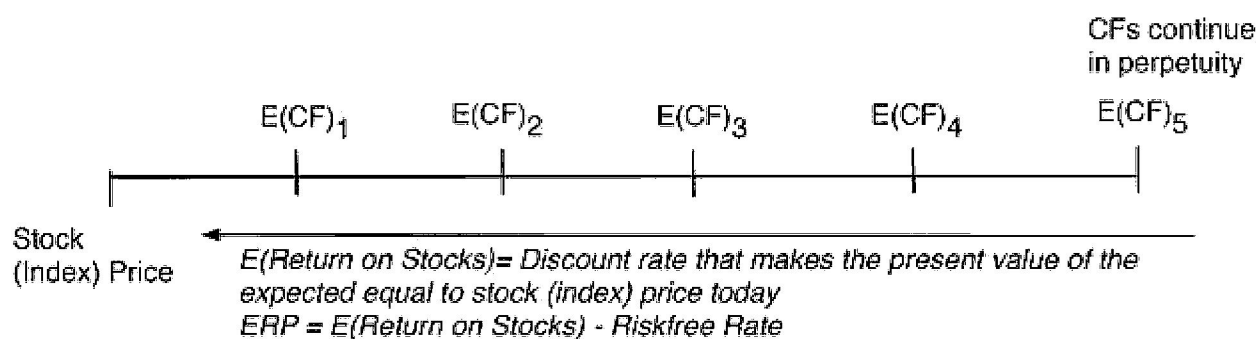 CFs continue
in perpetuity
E(CF)1 E(CF)2 E(CF)3 E(CF)4 E(CF)5
Stock
(Index) Price
E(Return on Stocks)= Discount rate that makes the present value of the
expected equal to stock (index) price today
ERP = E(Return on Stocks) - Riskfree Rate